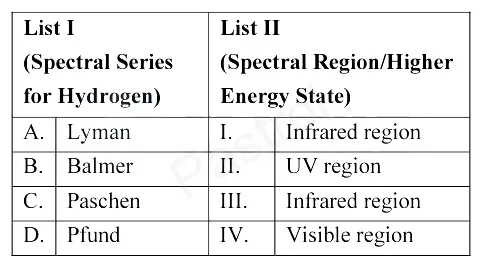 List I List II
(Spectral Series (Spectral Region/Higher
for Hydrogen) Energy State)
A. Lyman I. Infrared region
B. Balmer II. UV region
C. Paschen III. Infrared region
D. Pfund IV. Visible region